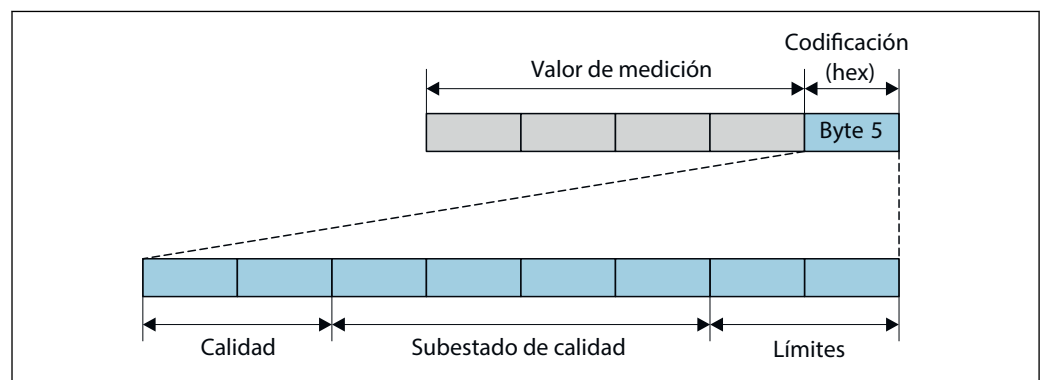 Codificación
Valor de medición
(hex)
Byte 5
Calidad
Subestado de calidad
Límites